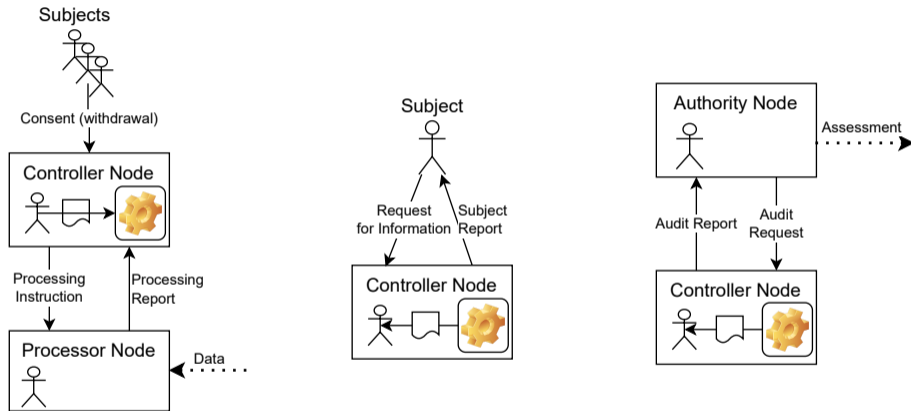 Subjects
Consent (withdrawal)
Controller Node
Processing
Instruction
Processing
Report
Processor Node
Data
Subject
Request
for Information
Subject
Report
Controller Node
Authority Node
Assessment
Audit Report
Audit
Request
Controller Node